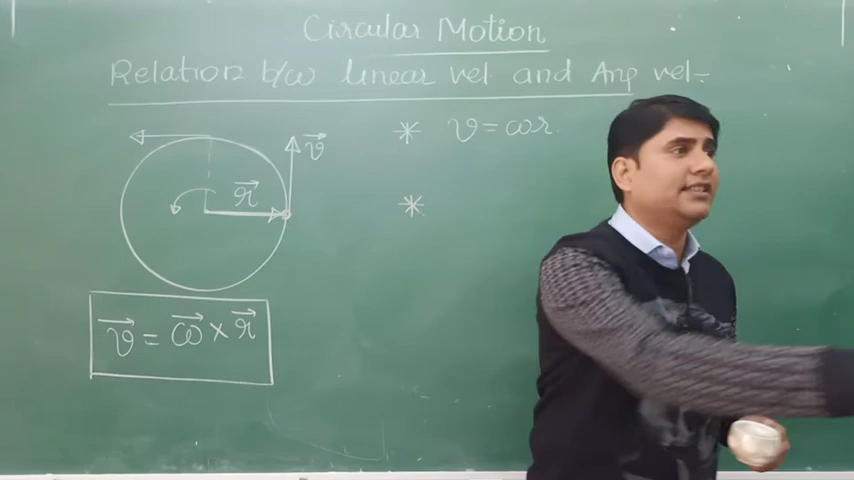 Circular Motion
Relation b/w linear vel and Ang vel:-
v⃗
* v = ωr.
r⃗
*
v⃗ = ω⃗ × r⃗